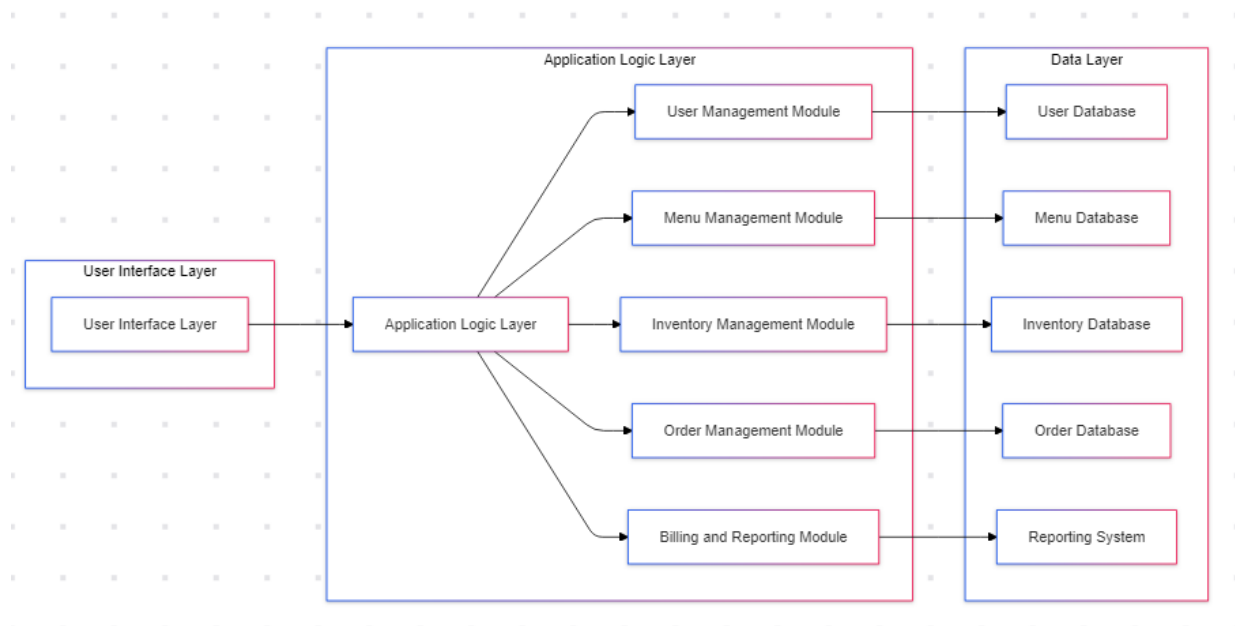 Application Logic Layer
Data Layer
User Management Module
User Database
Menu Management Module
Menu Database
User Interface Layer
User Interface Layer
Application Logic Layer
Inventory Management Module
Inventory Database
Order Management Module
Order Database
Billing and Reporting Module
Reporting System